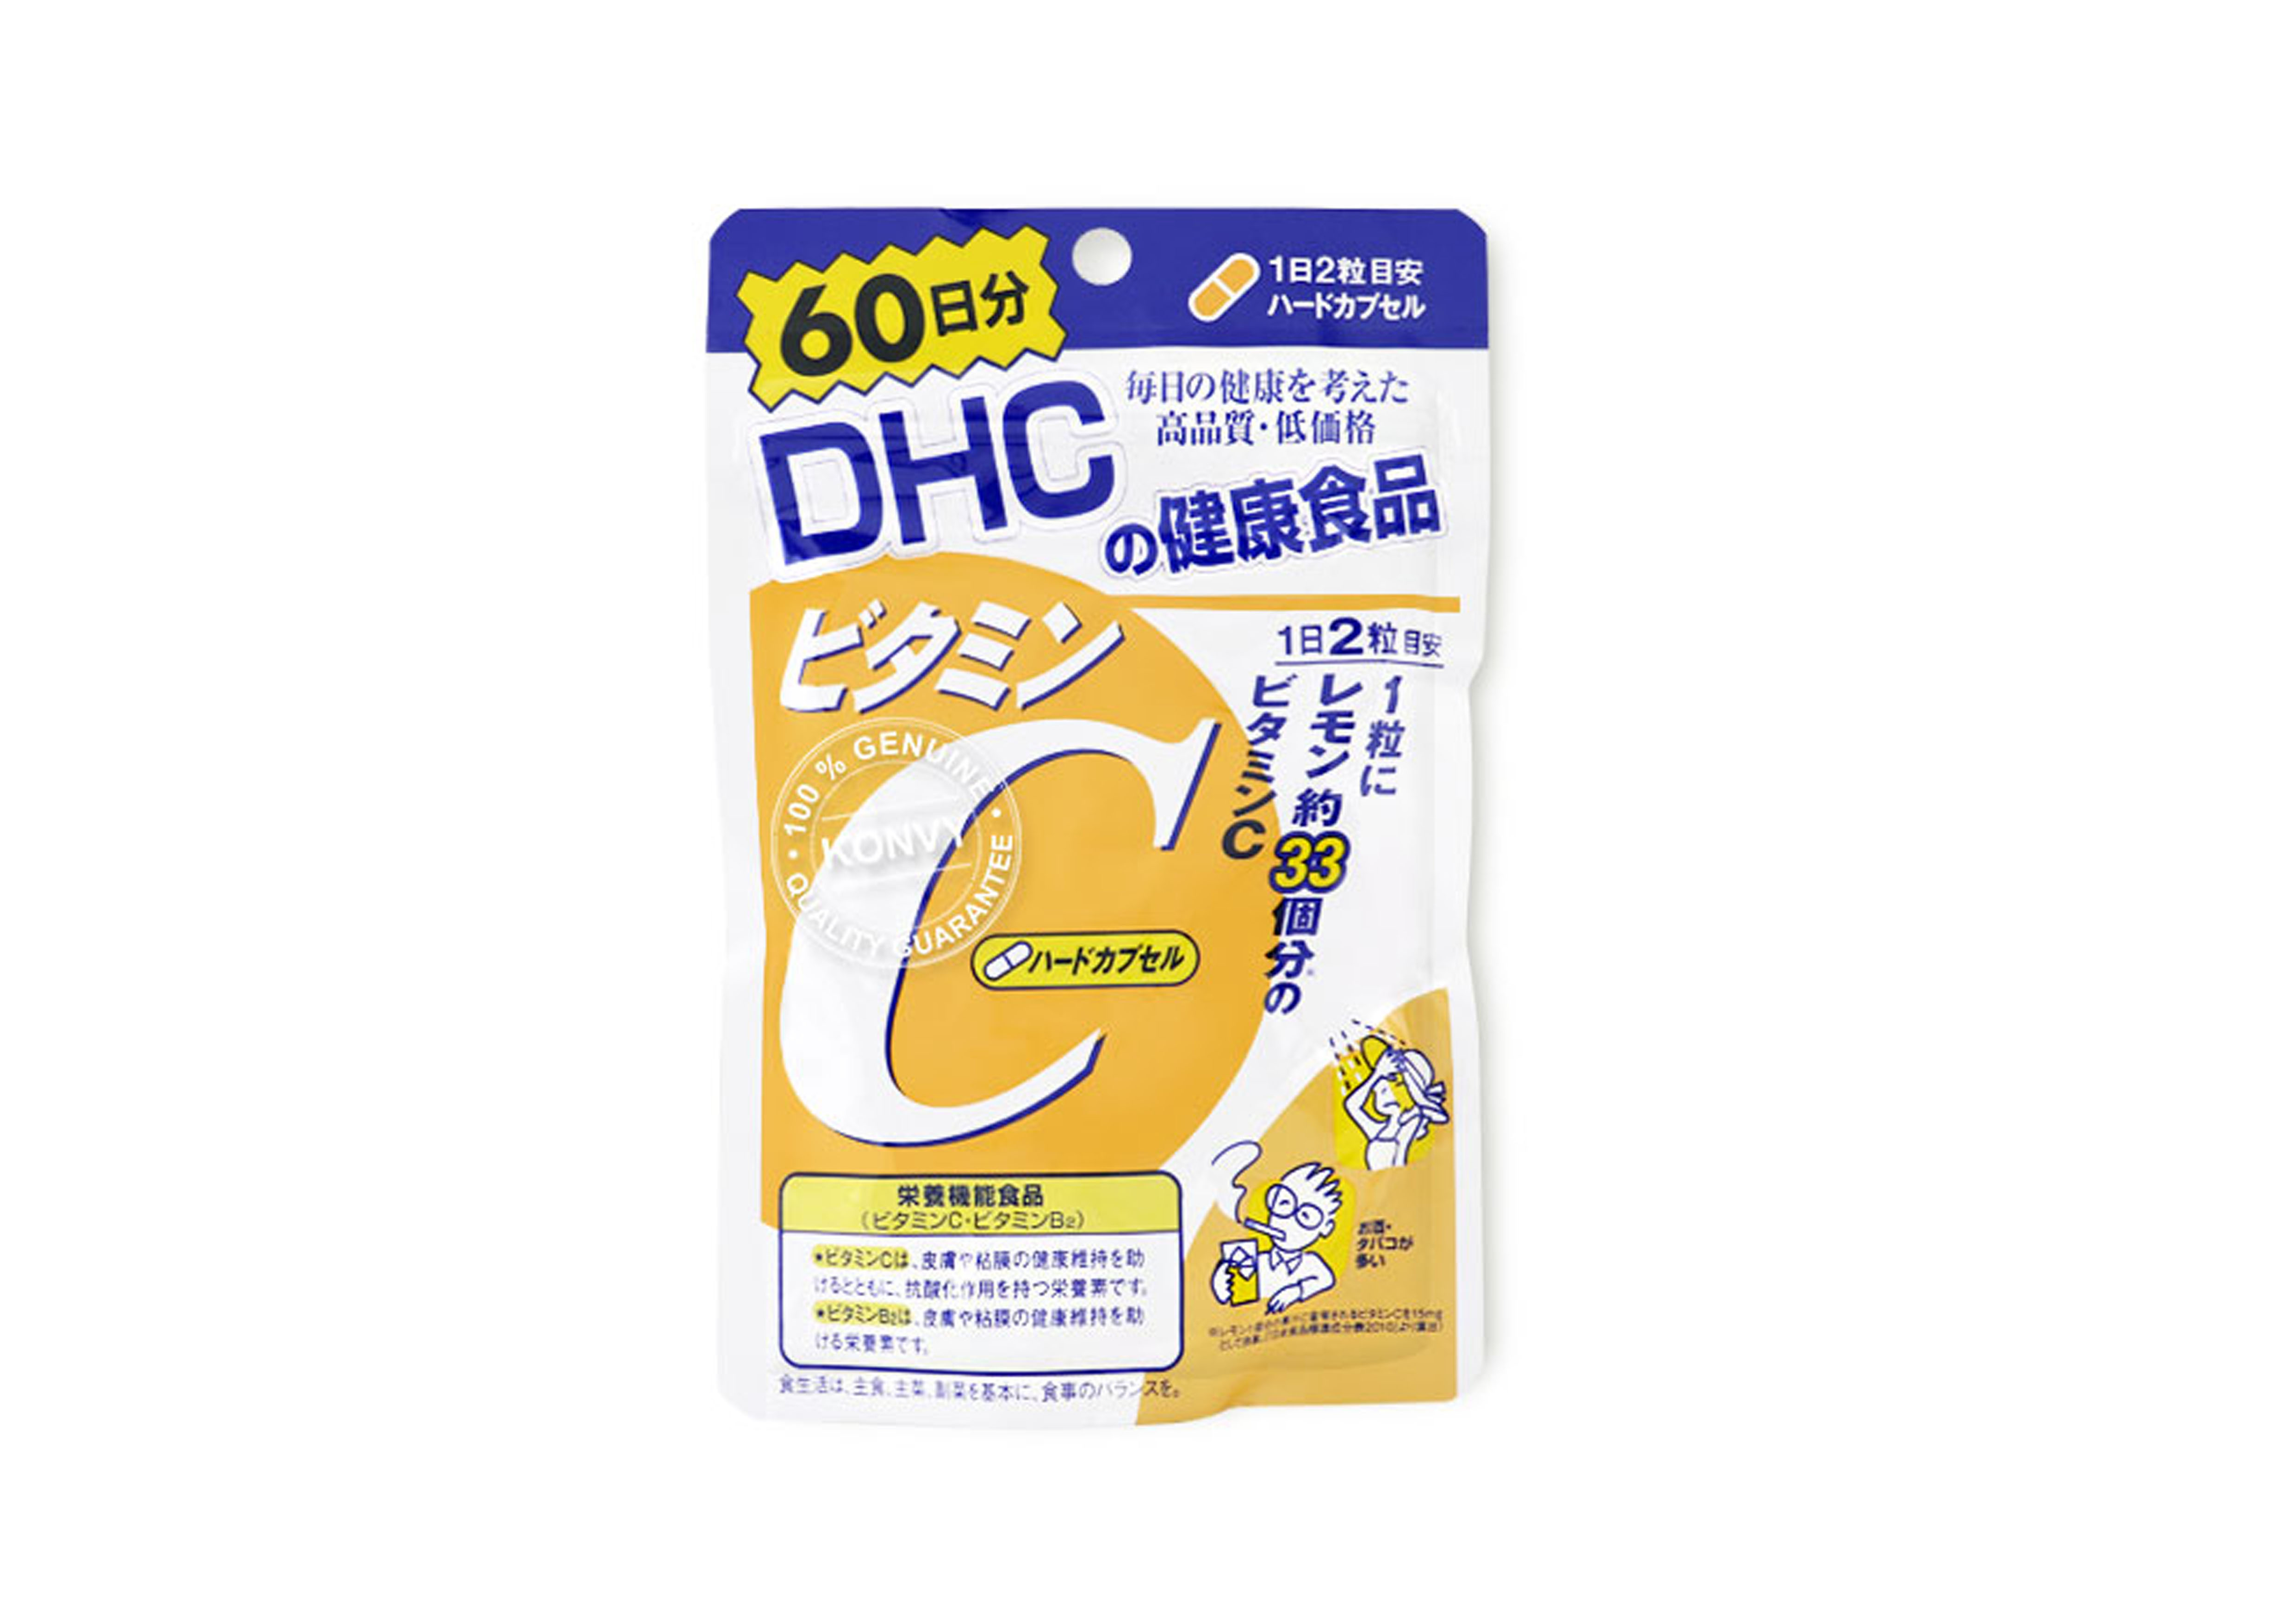 60日分
1日2粒目安
ハードカプセル
毎日の健康を考えた
高品質・低価格
DHC
の健康食品
ビタミン
C
1日2粒目安
1粒に
レモン約33個分の
ビタミンC
・100 % GENUINE・
KONVY
QUALITY GUARANTEE
ハードカプセル
お酒・
タバコが
多い
栄養機能食品
(ビタミンC・ビタミンB2)
★ビタミンCは、皮膚や粘膜の健康維持を助
けるとともに、抗酸化作用を持つ栄養素です。
★ビタミンB2は、皮膚や粘膜の健康維持を助
ける栄養素です。
食生活は、主食、主菜、副菜を基本に、食事のバランスを。